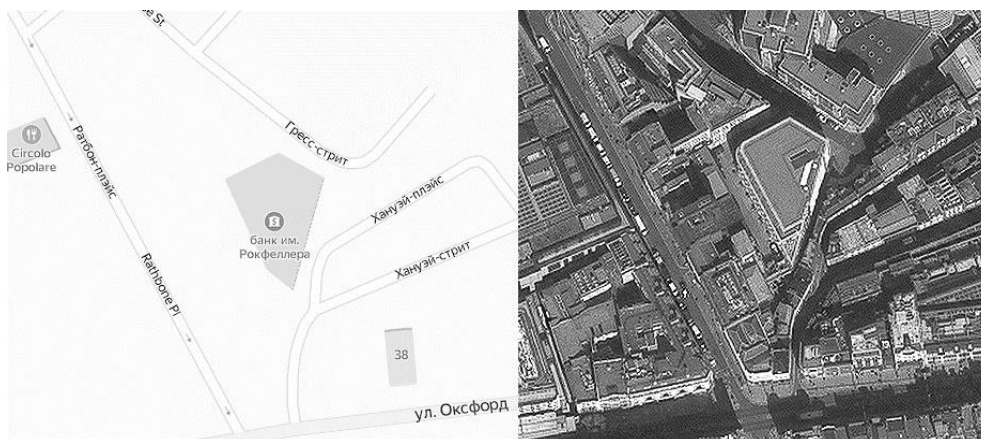 se St
Ратбон-плэйс
Гресс-стрит
Circolo
Popolare
Хануэй-плэйс
банк им.
Рокфеллера
Хануэй-стрит
Rathbone Pl
38
ул. Оксфорд